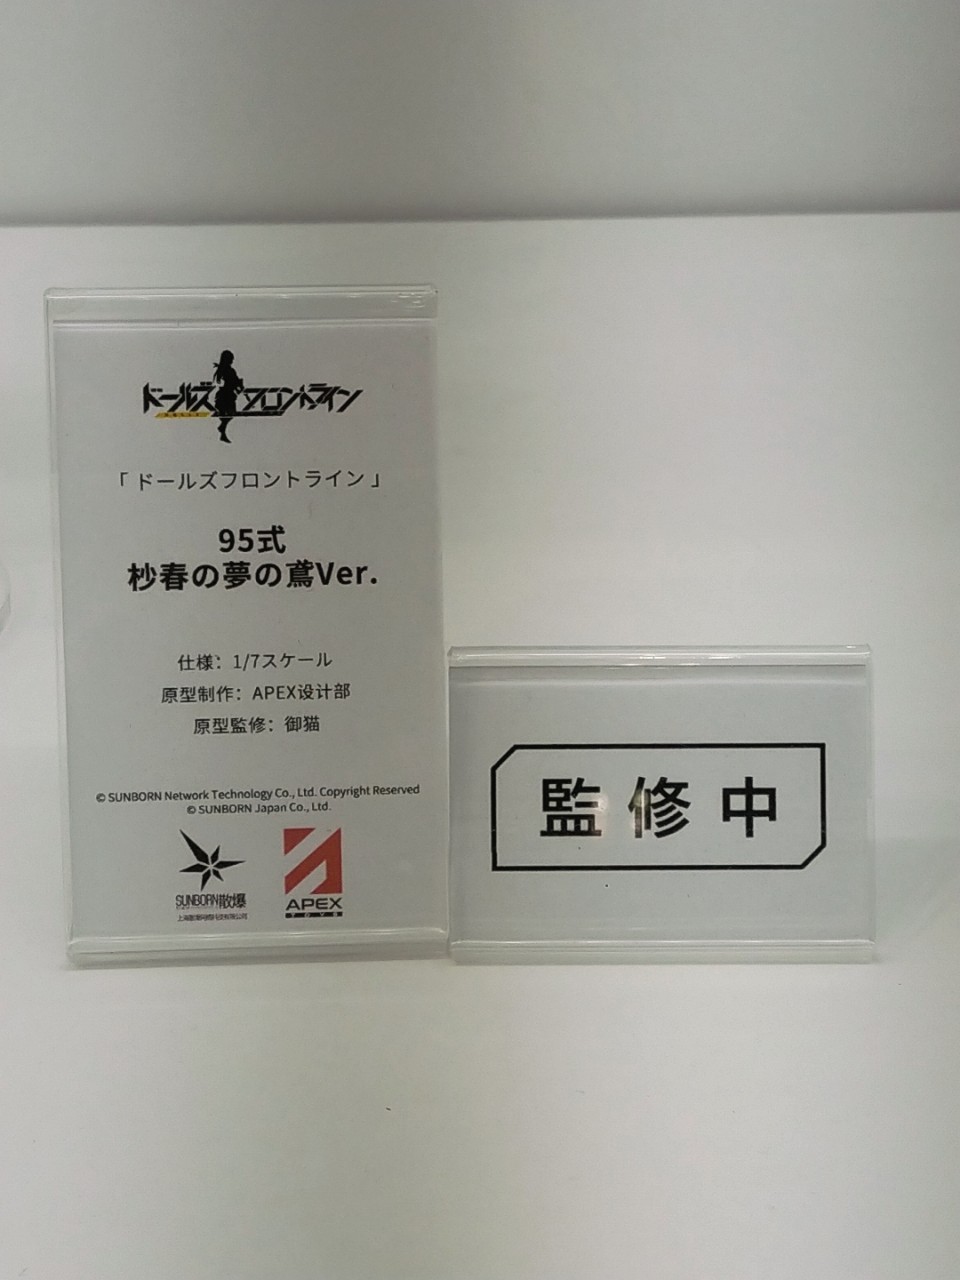 ドールズフロントライン
「ドールズフロントライン」
95式
杪春の夢の鳶Ver.
仕様：1/7スケール
原型制作：APEX设计部
原型監修：御猫
© SUNBORN Network Technology Co., Ltd. Copyright Reserved
© SUNBORN Japan Co., Ltd.
SUNBORN散爆
APEX
TOYS
監修中